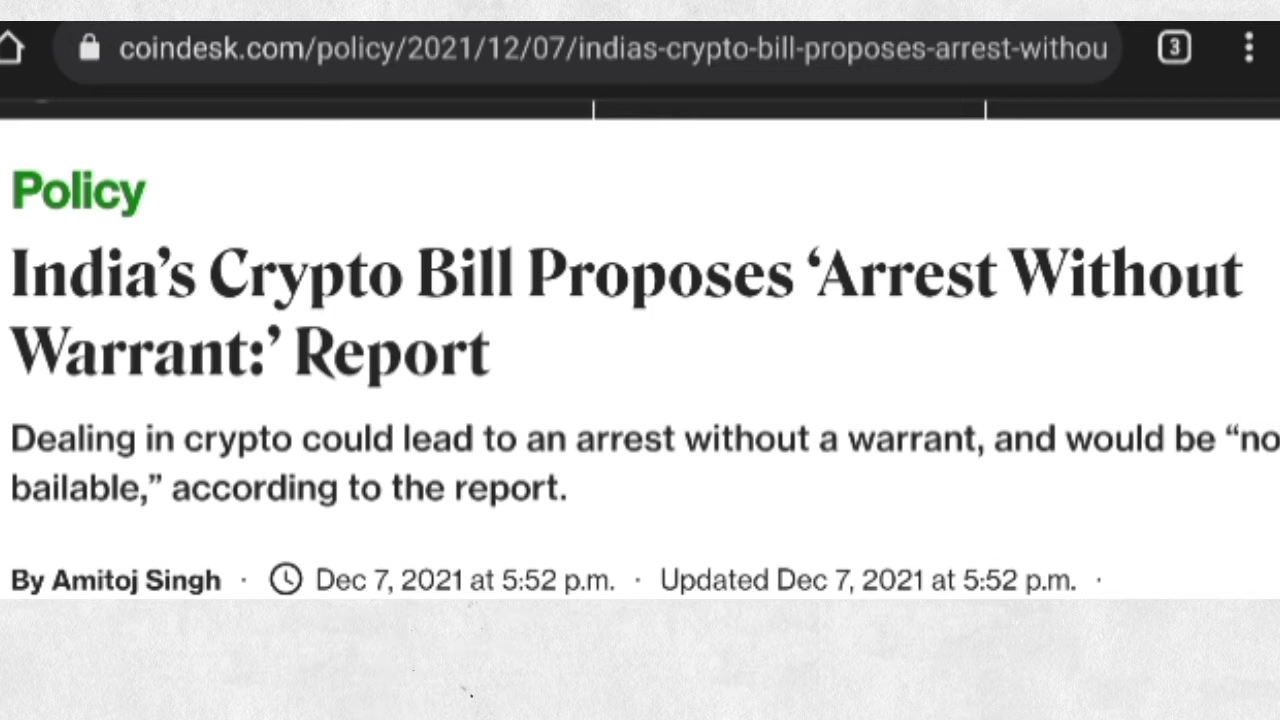 coindesk.com/policy/2021/12/07/indias-crypto-bill-proposes-arrest-withou
3
Policy
India’s Crypto Bill Proposes ‘Arrest Without
Warrant:’ Report
Dealing in crypto could lead to an arrest without a warrant, and would be “no
bailable,” according to the report.
By Amitoj Singh · Dec 7, 2021 at 5:52 p.m. · Updated Dec 7, 2021 at 5:52 p.m. ·